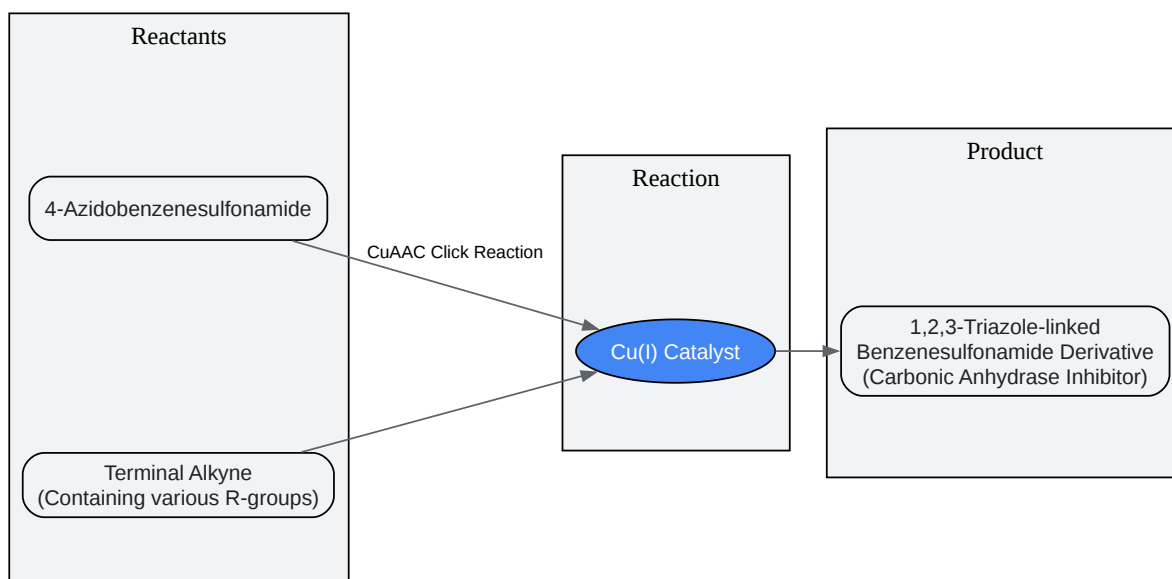 Reactants
4-Azidobenzenesulfonamide
Terminal Alkyne
(Containing various R-groups)
CuAAC Click Reaction
Reaction
Cu(I) Catalyst
Product
1,2,3-Triazole-linked
Benzenesulfonamide Derivative
(Carbonic Anhydrase Inhibitor)